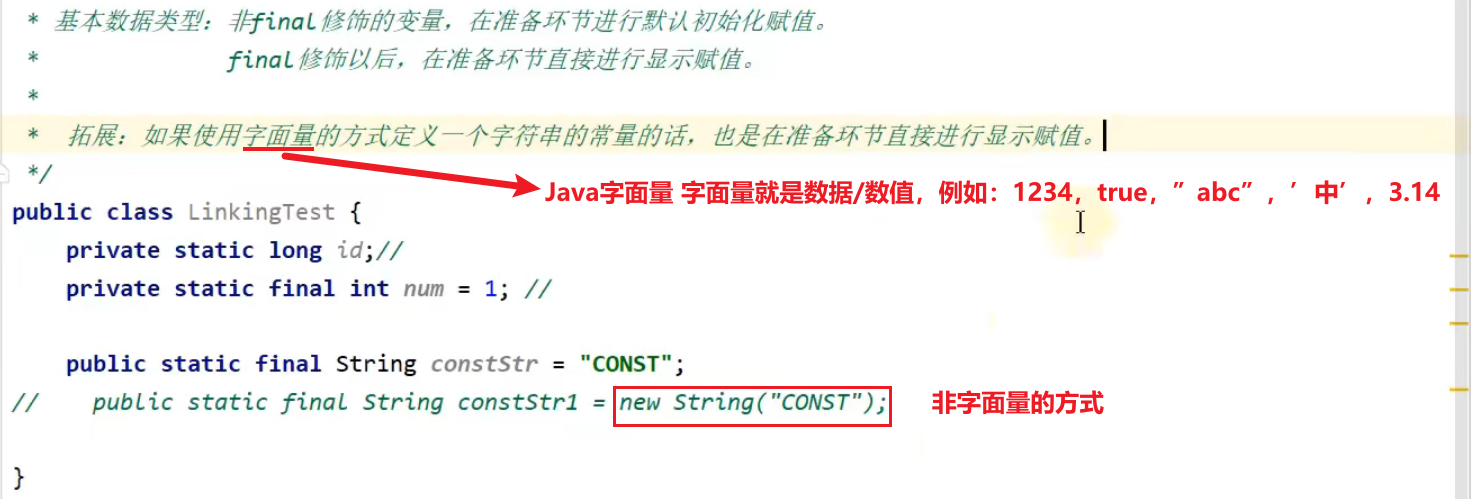 * 基本数据类型：非final修饰的变量，在准备环节进行默认初始化赋值。
* final修饰以后，在准备环节直接进行显示赋值。
*
* 拓展：如果使用字面量的方式定义一个字符串的常量的话，也是在准备环节直接进行显示赋值。
*/
Java字面量 字面量就是数据/数值，例如：1234，true，”abc”，’中’，3.14
public class LinkingTest {
private static long id;//
private static final int num = 1; //
public static final String constStr = "CONST";
// public static final String constStr1 = new String("CONST"); 非字面量的方式
}